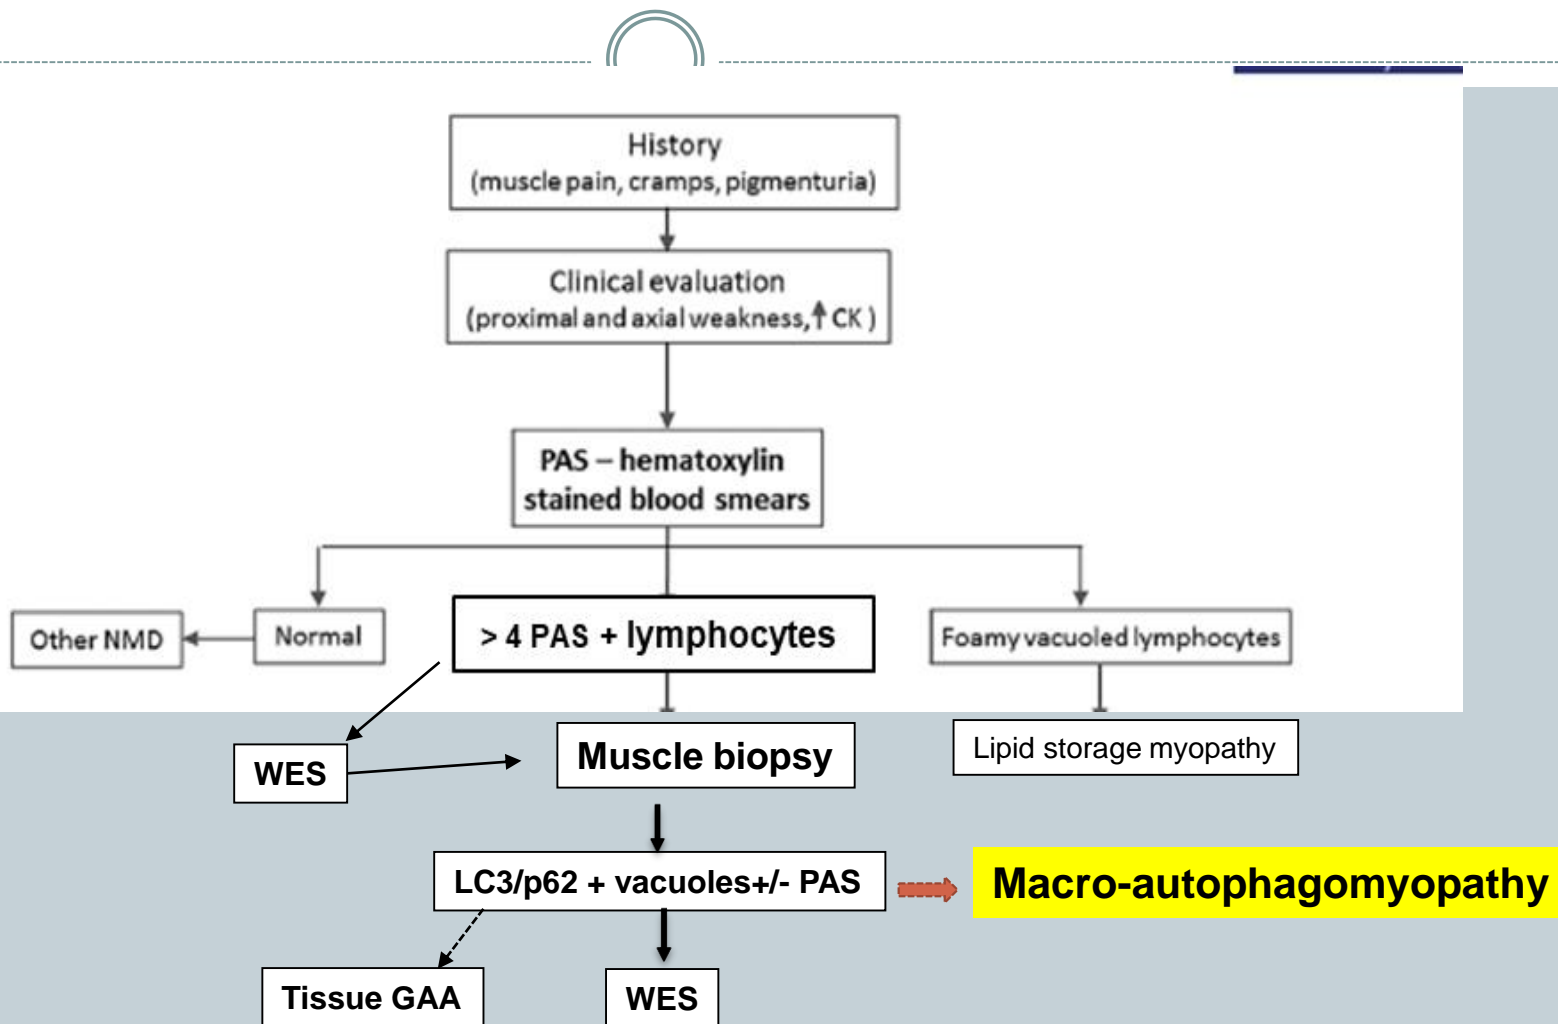 History
(muscle pain, cramps, pigmenturia)
Clinical evaluation
(proximal and axial weakness,↑ CK )
PAS – hematoxylin
stained blood smears
Other NMD
Normal
> 4 PAS + lymphocytes
Foamy vacuoled lymphocytes
WES
Muscle biopsy
Lipid storage myopathy
LC3/p62 + vacuoles+/- PAS
Macro-autophagomyopathy
Tissue GAA
WES